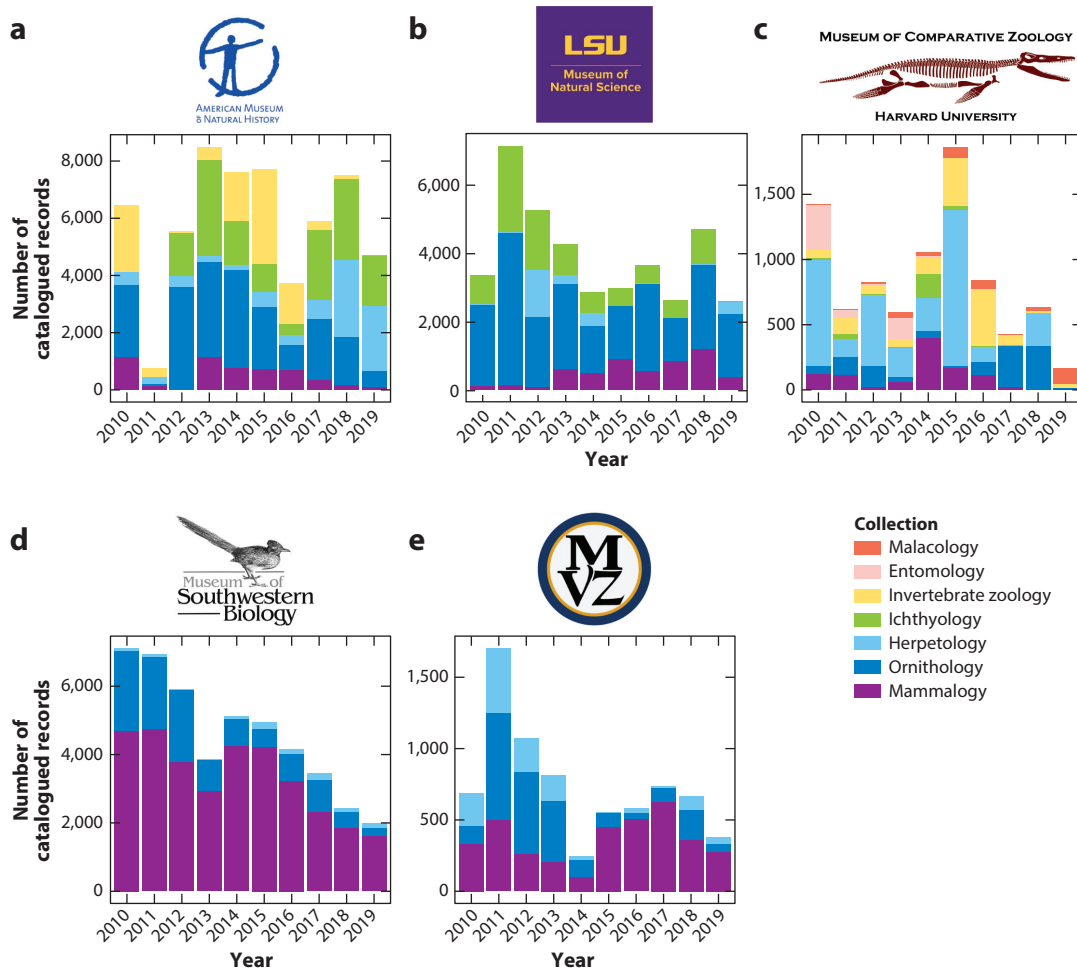 a
AMERICAN MUSEUM
& NATURAL HISTORY
b
LSU
Museum of
Natural Science
c
MUSEUM OF COMPARATIVE ZOOLOGY
HARVARD UNIVERSITY
Number of
catalogued records
8,000
6,000
4,000
2,000
0
2010
2011
2012
2013
2014
2015
2016
2017
2018
2019
6,000
4,000
2,000
0
2010
2011
2012
2013
2014
2015
2016
2017
2018
2019
Year
1,500
1,000
500
0
2010
2011
2012
2013
2014
2015
2016
2017
2018
2019
d
Museum of
Southwestern
Biology
e
MVZ
Number of
catalogued records
6,000
4,000
2,000
0
2010
2011
2012
2013
2014
2015
2016
2017
2018
2019
Year
1,500
1,000
500
0
2010
2011
2012
2013
2014
2015
2016
2017
2018
2019
Year
Collection
Malacology
Entomology
Invertebrate zoology
Ichthyology
Herpetology
Ornithology
Mammalogy